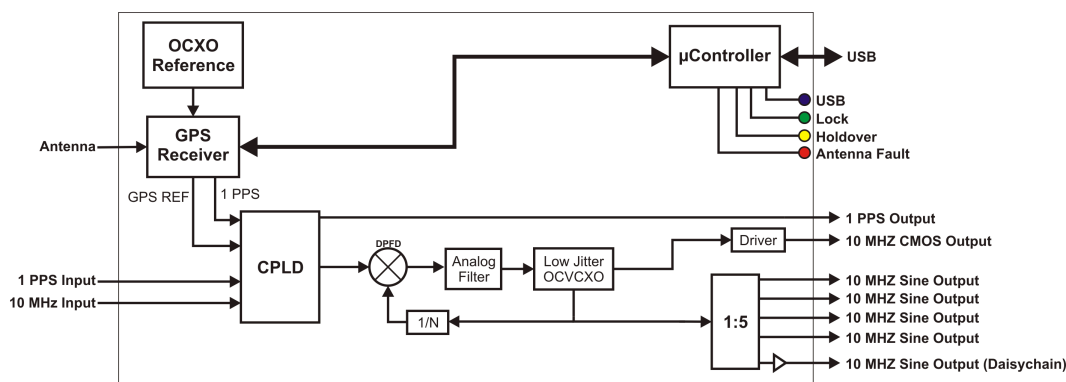 OCXO
Reference
µController
USB
USB
Lock
Holdover
Antenna Fault
GPS
Receiver
Antenna
GPS REF
1 PPS
CPLD
1 PPS Input
10 MHz Input
DPFD
Analog
Filter
Low Jitter
OCVCXO
1/N
Driver
1:5
1 PPS Output
10 MHZ CMOS Output
10 MHZ Sine Output
10 MHZ Sine Output
10 MHZ Sine Output
10 MHZ Sine Output
10 MHZ Sine Output (Daisychain)